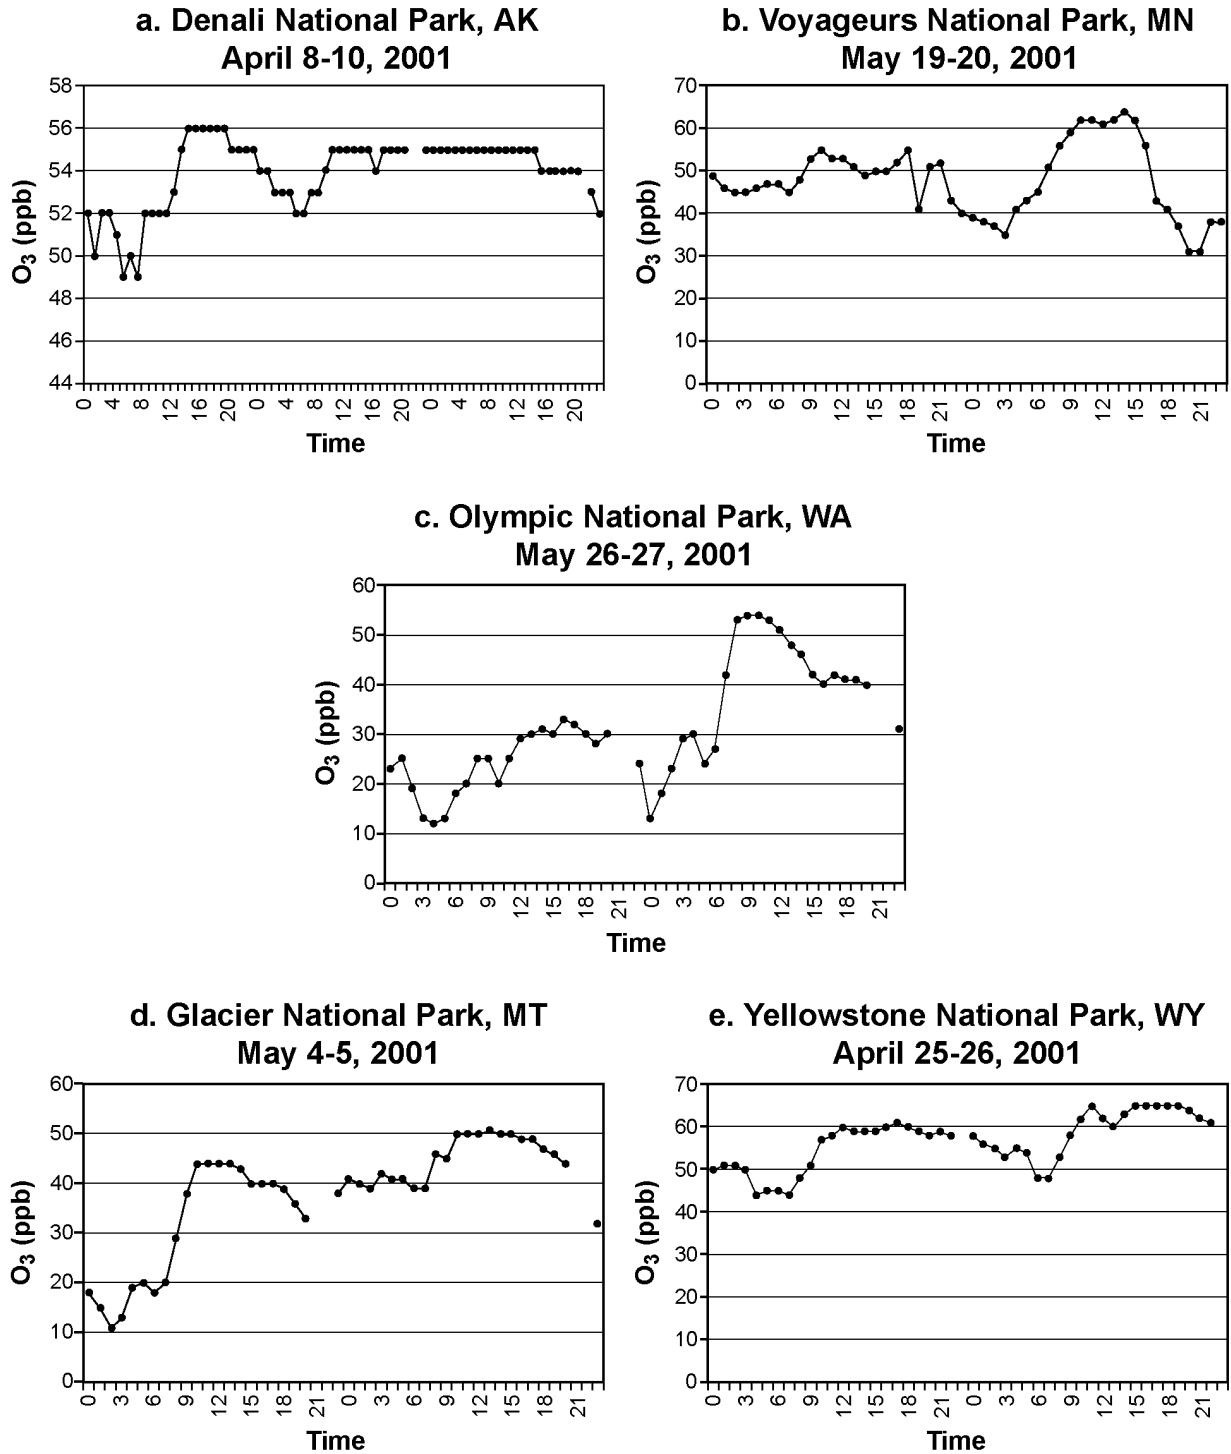 a. Denali National Park, AK
April 8-10, 2001
58
56
54
52
50
48
46
44
O3 (ppb)
0 4 8 12 16 20 0 4 8 12 16 20 0 4 8 12 16 20
Time
b. Voyageurs National Park, MN
May 19-20, 2001
70
60
50
40
30
20
10
0
O3 (ppb)
0 3 6 9 12 15 18 21 0 3 6 9 12 15 18 21
Time
c. Olympic National Park, WA
May 26-27, 2001
60
50
40
30
20
10
0
O3 (ppb)
0 3 6 9 12 15 18 21 0 3 6 9 12 15 18 21
Time
d. Glacier National Park, MT
May 4-5, 2001
60
50
40
30
20
10
0
O3 (ppb)
0 3 6 9 12 15 18 21 0 3 6 9 12 15 18 21
Time
e. Yellowstone National Park, WY
April 25-26, 2001
70
60
50
40
30
20
10
0
O3 (ppb)
0 3 6 9 12 15 18 21 0 3 6 9 12 15 18 21
Time